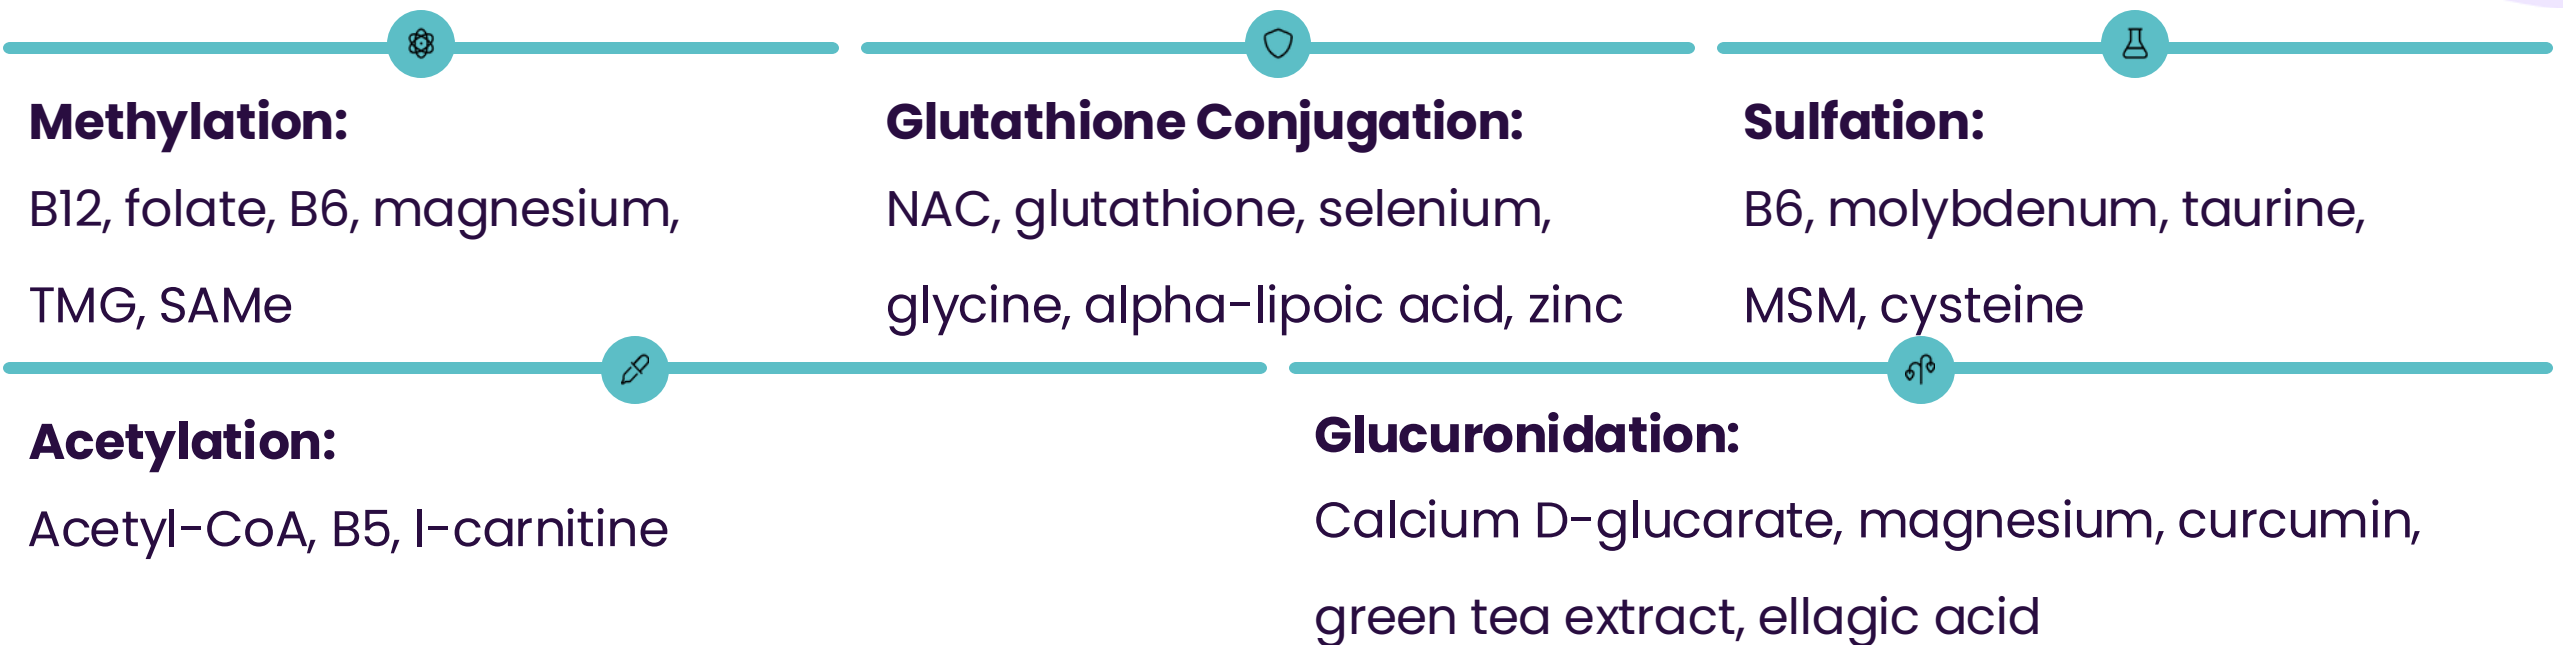 Methylation:
B12, folate, B6, magnesium,
TMG, SAMe
Glutathione Conjugation:
NAC, glutathione, selenium,
glycine, alpha-lipoic acid, zinc
Sulfation:
B6, molybdenum, taurine,
MSM, cysteine
Acetylation:
Acetyl-CoA, B5, l-carnitine
Glucuronidation:
Calcium D-glucarate, magnesium, curcumin,
green tea extract, ellagic acid